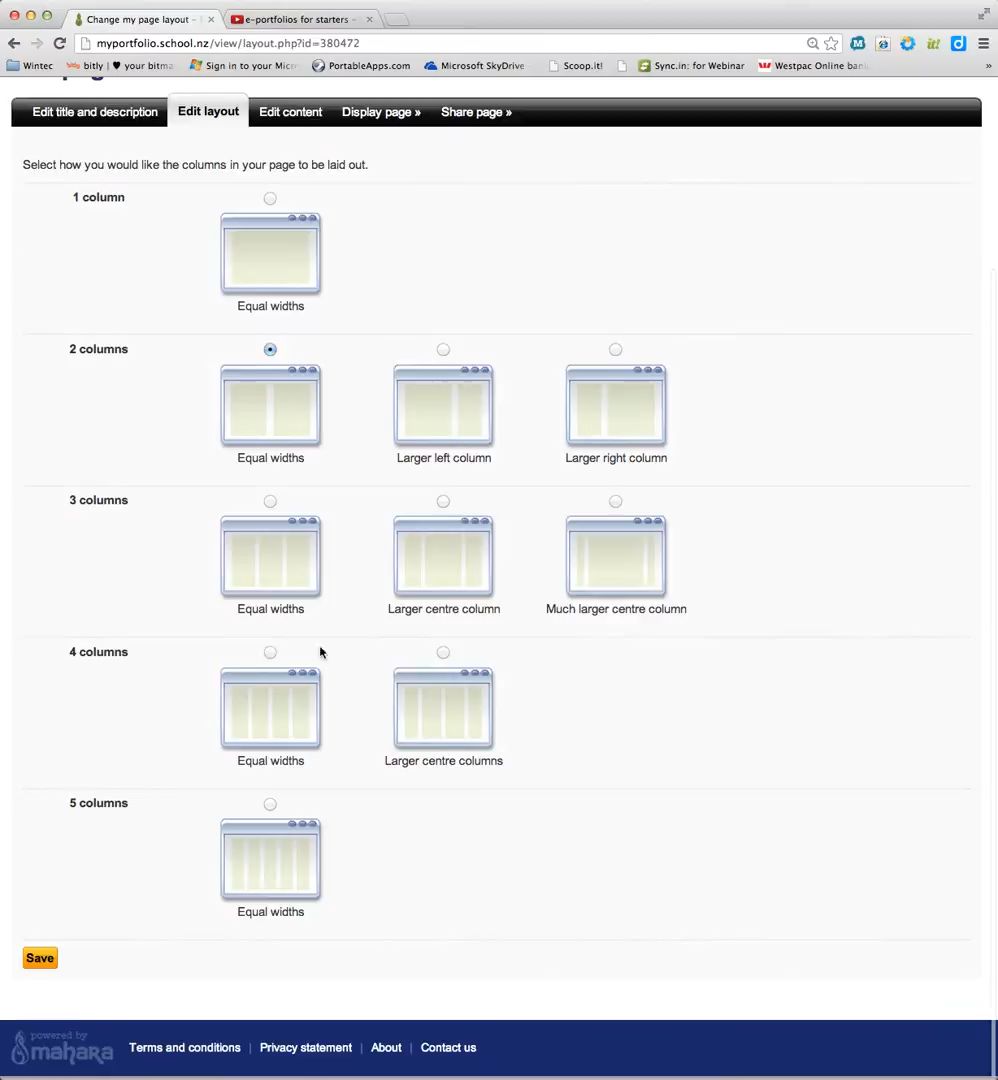 Change my page layout –
e-portfolios for starters –
myportfolio.school.nz/view/layout.php?id=380472
Wintec
bitly | ♥ your bitma
Sign in to your Micr
PortableApps.com
Microsoft SkyDrive
Scoop.it!
Sync.in: for Webinar
Westpac Online ban
»
Edit title and description
Edit layout
Edit content
Display page »
Share page »
Select how you would like the columns in your page to be laid out.
1 column
Equal widths
2 columns
Equal widths
Larger left column
Larger right column
3 columns
Equal widths
Larger centre column
Much larger centre column
4 columns
Equal widths
Larger centre columns
5 columns
Equal widths
Save
powered by
mahara
Terms and conditions | Privacy statement | About | Contact us